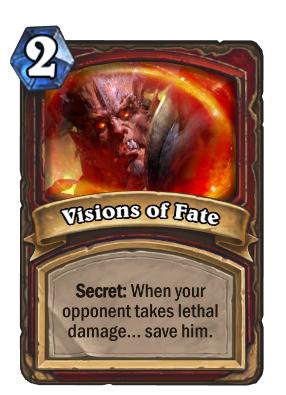 2
Visions of Fate
Secret: When your
opponent takes lethal
damage... save him.